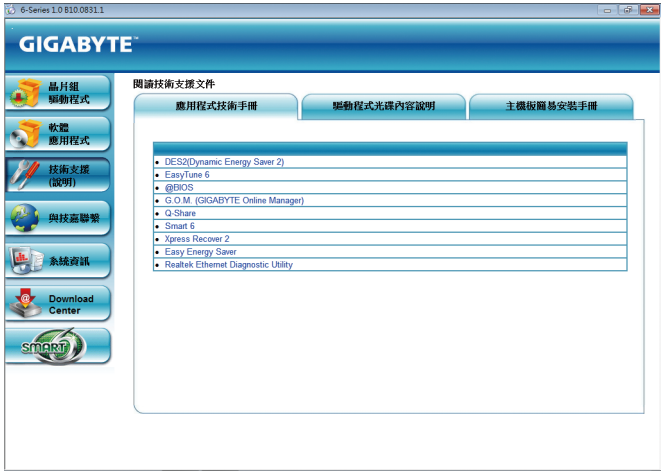 6-Series 1.0 B10.0831.1
GIGABYTE™
晶片組
驅動程式
軟體
應用程式
技術支援
(說明)
與技嘉聯繫
系統資訊
Download
Center
SMART6
閱讀技術支援文件
應用程式技術手冊
驅動程式光碟內容說明
主機板簡易安裝手冊
• DES2(Dynamic Energy Saver 2)
• EasyTune 6
• @BIOS
• G.O.M. (GIGABYTE Online Manager)
• Q-Share
• Smart 6
• Xpress Recover 2
• Easy Energy Saver
• Realtek Ethernet Diagnostic Utility